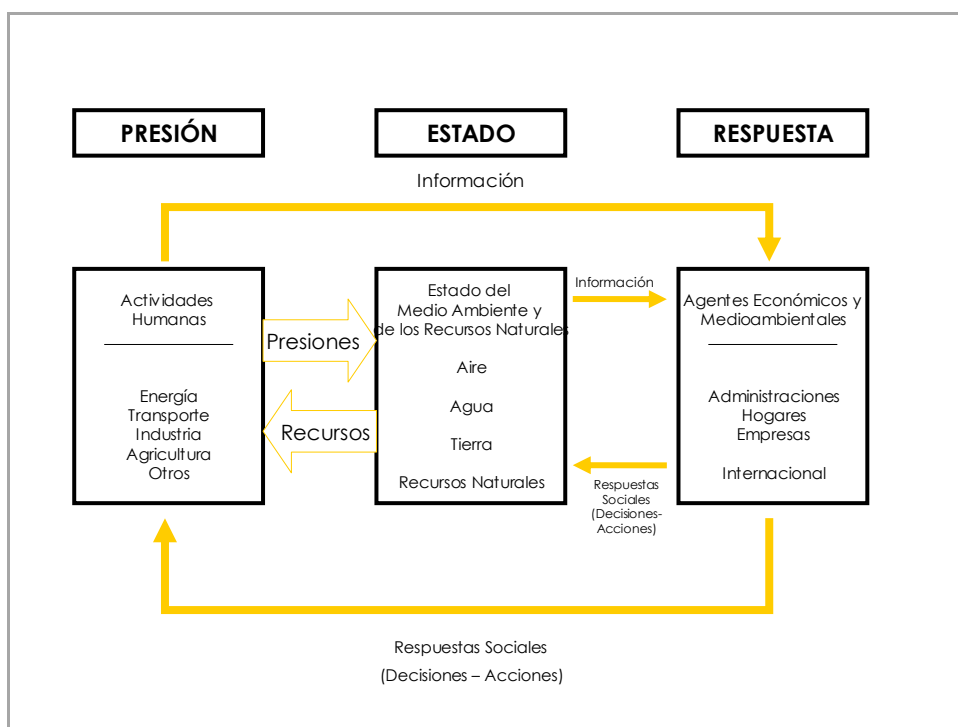 PRESIÓN
ESTADO
RESPUESTA
Información
Actividades
Humanas
Energía
Transporte
Industria
Agricultura
Otros
Presiones
Recursos
Estado del
Medio Ambiente y
de los Recursos Naturales
Aire
Agua
Tierra
Recursos Naturales
Información
Respuestas
Sociales
(Decisiones-
Acciones)
Agentes Económicos y
Medioambientales
Administraciones
Hogares
Empresas
Internacional
Respuestas Sociales
(Decisiones – Acciones)